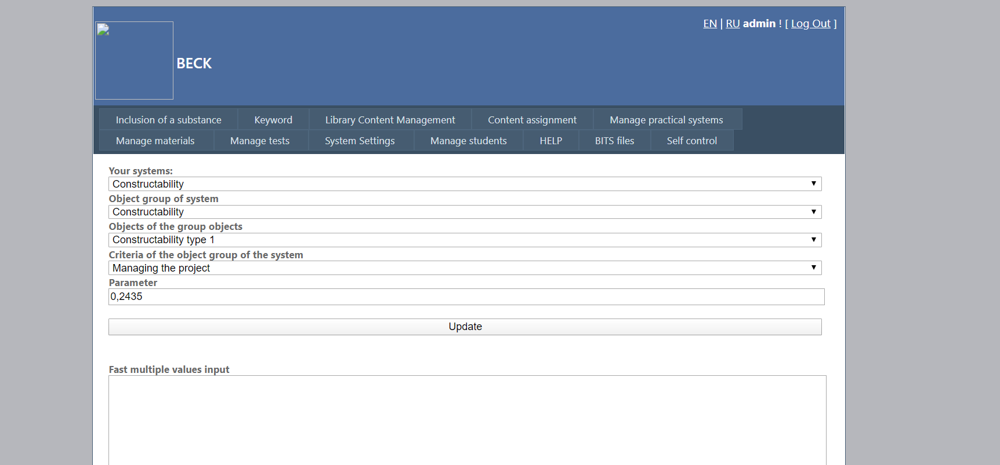 EN | RU admin ! [ Log Out ]
BECK
Inclusion of a substance Keyword Library Content Management Content assignment Manage practical systems
Manage materials Manage tests System Settings Manage students HELP BITS files Self control
Your systems:
Constructability
Object group of system
Constructability
Objects of the group objects
Constructability type 1
Criteria of the object group of the system
Managing the project
Parameter
0,2435
Update
Fast multiple values input